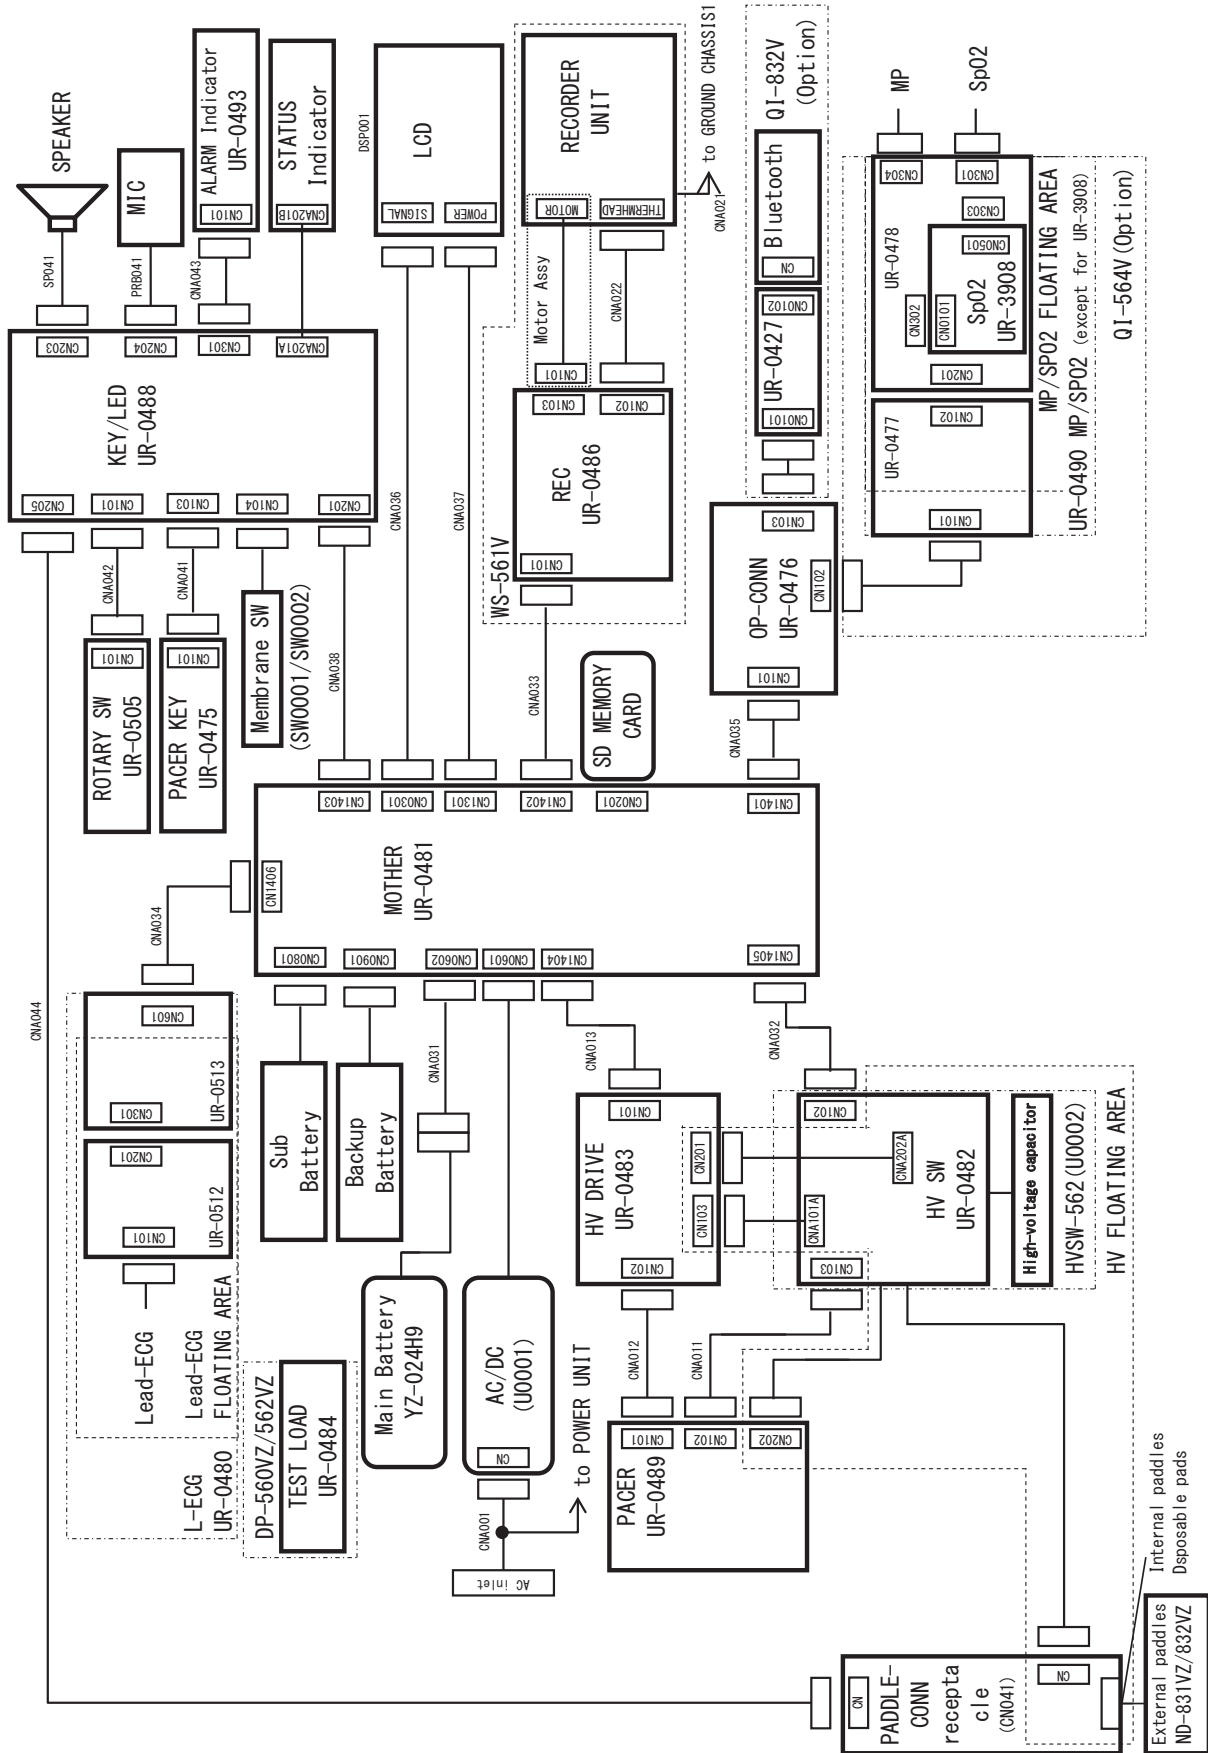 SPEAKER
SP041
MIC
PRB041
ALARM Indicator
UR-0493
CN101
CNA043
STATUS
Indicator
CNA201B
CN203
CN204
CN301
CNA201A
KEY/LED
UR-0488
CN205
CN101
CN103
CN104
CN201
CNA044
CNA042
CNA041
ROTARY SW
UR-0505
CN101
PACER KEY
UR-0475
CN101
Membrane SW
(SW0001/SW0002)
CNA038
DSP001
LCD
SIGNAL
POWER
CNA036
CNA037
RECORDER
UNIT
MOTOR
THERMHEAD
CNA021
to GROUND CHASSIS1
Motor Assy
CNA022
CN101
CN103
CN102
REC
UR-0486
CN101
WS-561V
CNA033
SD MEMORY
CARD
QI-832V
(Option)
Bluetooth
CN
CN0102
UR-0427
CN0101
CN103
OP-CONN
UR-0476
CN102
CN101
CNA035
MP
SpO2
CN304
CN301
CN303
UR-0478
CN0501
SpO2
UR-3908
CN302
CN0101
CN201
MP/SPO2 FLOATING AREA
UR-0477
CN102
CN101
UR-0490 MP/SPO2 (except for UR-3908)
QI-564V(Option)
CN1403
CN0301
CN1301
CN1402
CN0201
CN1401
CN1406
MOTHER
UR-0481
CN0801
CN0901
CN0602
CN0601
CN1404
CN1405
CNA034
CN601
UR-0513
CN301
CN201
UR-0512
CN101
Lead-ECG
Lead-ECG
FLOATING AREA
L-ECG
UR-0480
Sub
Battery
Backup
Battery
CNA031
Main Battery
YZ-024H9
DP-560VZ/562VZ
TEST LOAD
UR-0484
AC/DC
(U0001)
CN
CNA001
AC inlet
to POWER UNIT
CNA013
CN101
HV DRIVE
UR-0483
CN201
CN103
CN102
CNA032
CN102
CNA202A
CNA101A
HV SW
UR-0482
CN103
High-voltage capacitor
HVSW-562(U0002)
HV FLOATING AREA
CNA012
CNA011
PACER
UR-0489
CN101
CN102
CN202
PADDLE-
CONN
recepta
cle
(CN041)
CN
CN
Internal paddles
Dsposable pads
External paddles
ND-831VZ/832VZ